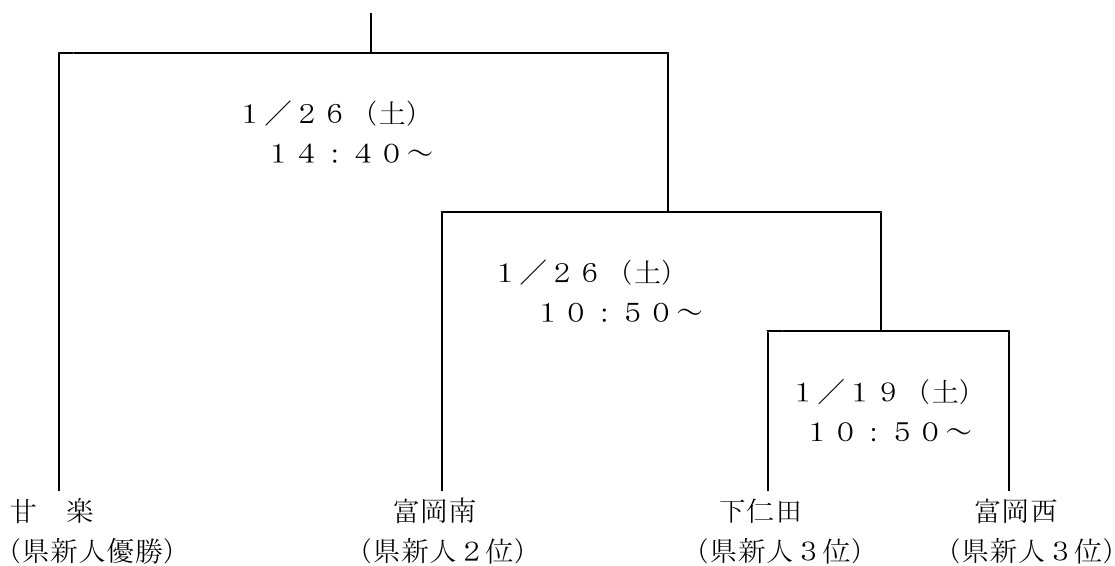 １／２６（土）
１４：４０～
１／２６（土）
１０：５０～
１／１９（土）
１０：５０～
甘　楽　富岡南　下仁田　富岡西
（県新人優勝）　（県新人２位）　（県新人３位）　（県新人３位）